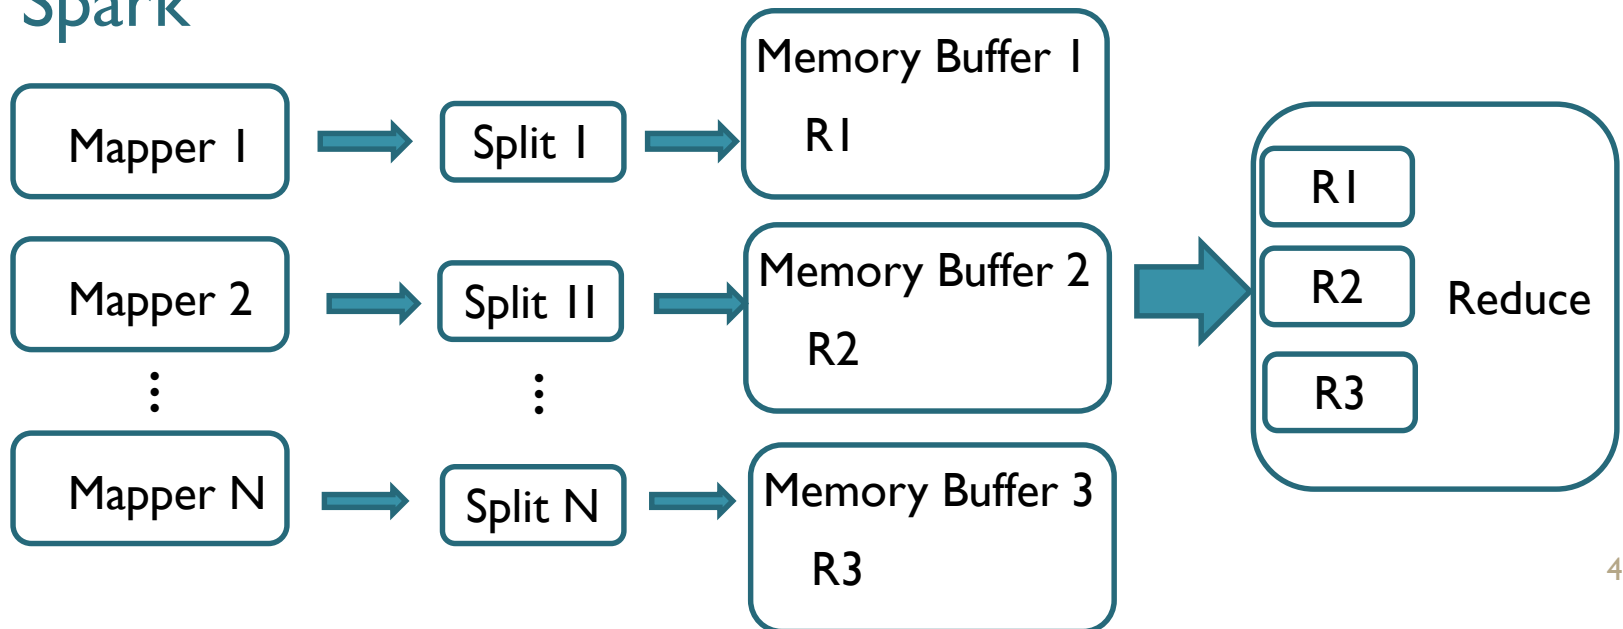 Spark
Mapper 1
Split 1
Memory Buffer 1
R1
Mapper 2
Split 11
Memory Buffer 2
R2
Mapper N
Split N
Memory Buffer 3
R3
R1
R2
R3
Reduce
4